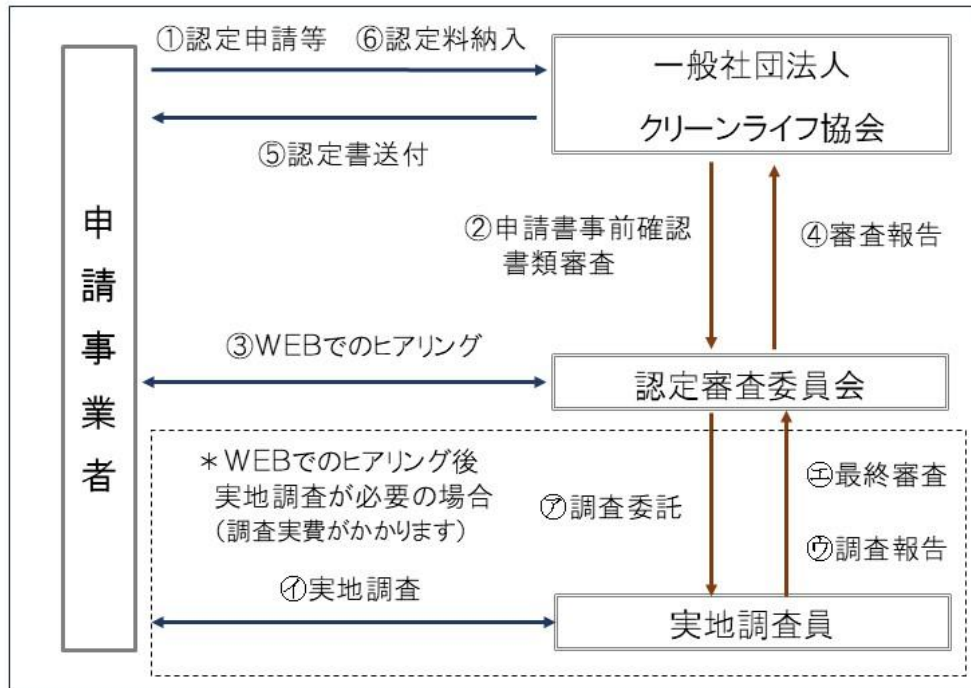 ①認定申請等 ⑥認定料納入
一般社団法人
クリーンライフ協会
⑤認定書送付
申請事業者
②申請書事前確認
書類審査
④審査報告
③WEBでのヒアリング
認定審査委員会
＊WEBでのヒアリング後
実地調査が必要の場合
（調査実費がかかります）
㋐調査委託
㋓最終審査
㋒調査報告
㋑実地調査
実地調査員